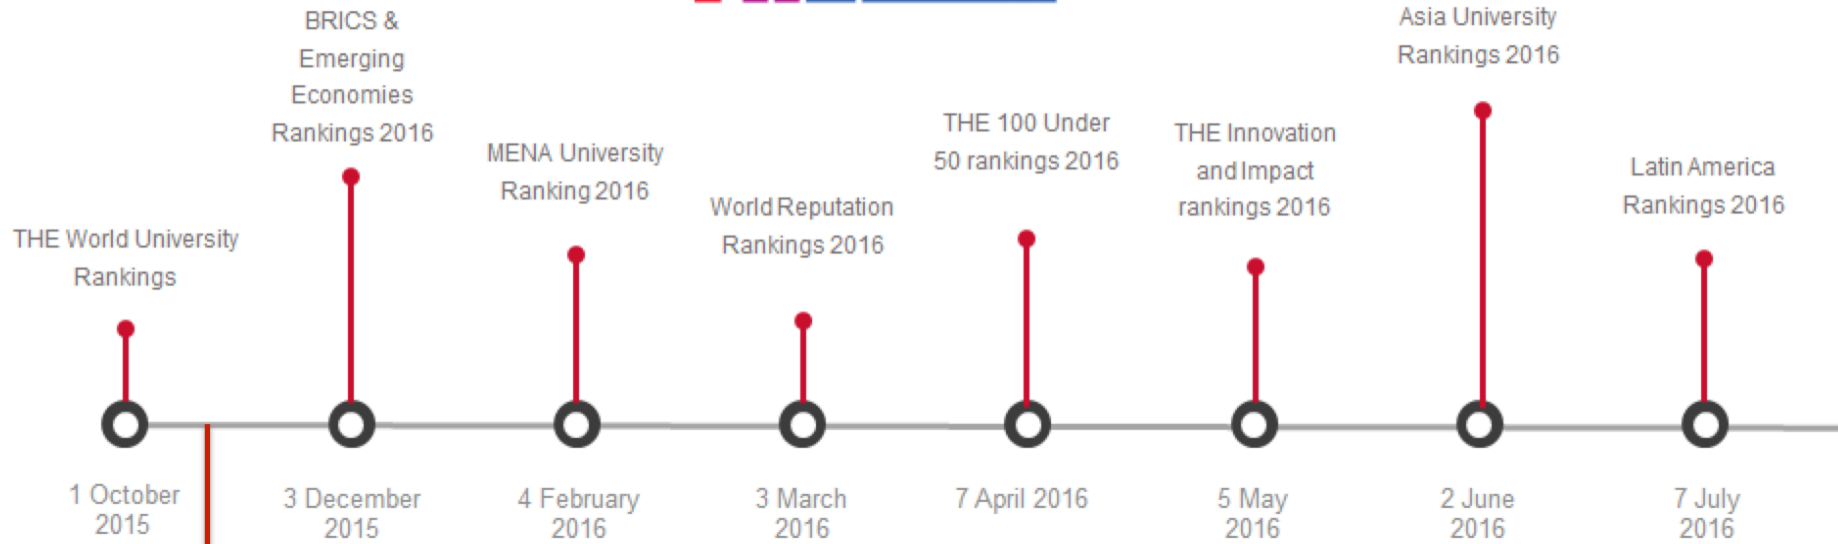 THE World University
Rankings
BRICS &
Emerging
Economies
Rankings 2016
MENA University
Ranking 2016
World Reputation
Rankings 2016
THE 100 Under
50 rankings 2016
THE Innovation
and Impact
rankings 2016
Asia University
Rankings 2016
Latin America
Rankings 2016
1 October
2015
3 December
2015
4 February
2016
3 March
2016
7 April 2016
5 May
2016
2 June
2016
7 July
2016